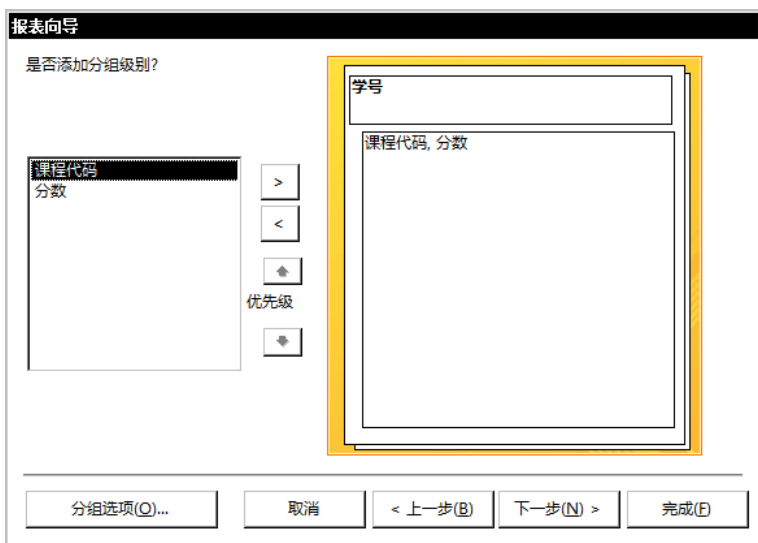 报表向导
是否添加分组级别?
学号
课程代码, 分数
课程代码
分数
>
<
优先级
分组选项(O)...
取消
< 上一步(B)
下一步(N) >
完成(F)